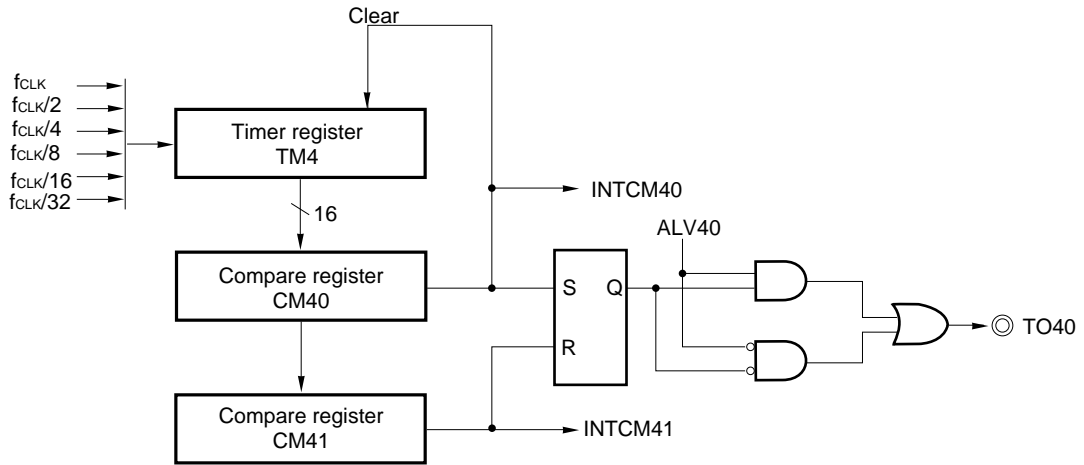 Clear
fCLK
fCLK/2
fCLK/4
fCLK/8
fCLK/16
fCLK/32
Timer register
TM4
16
INTCM40
ALV40
Compare register
CM40
S
Q
R
TO40
Compare register
CM41
INTCM41